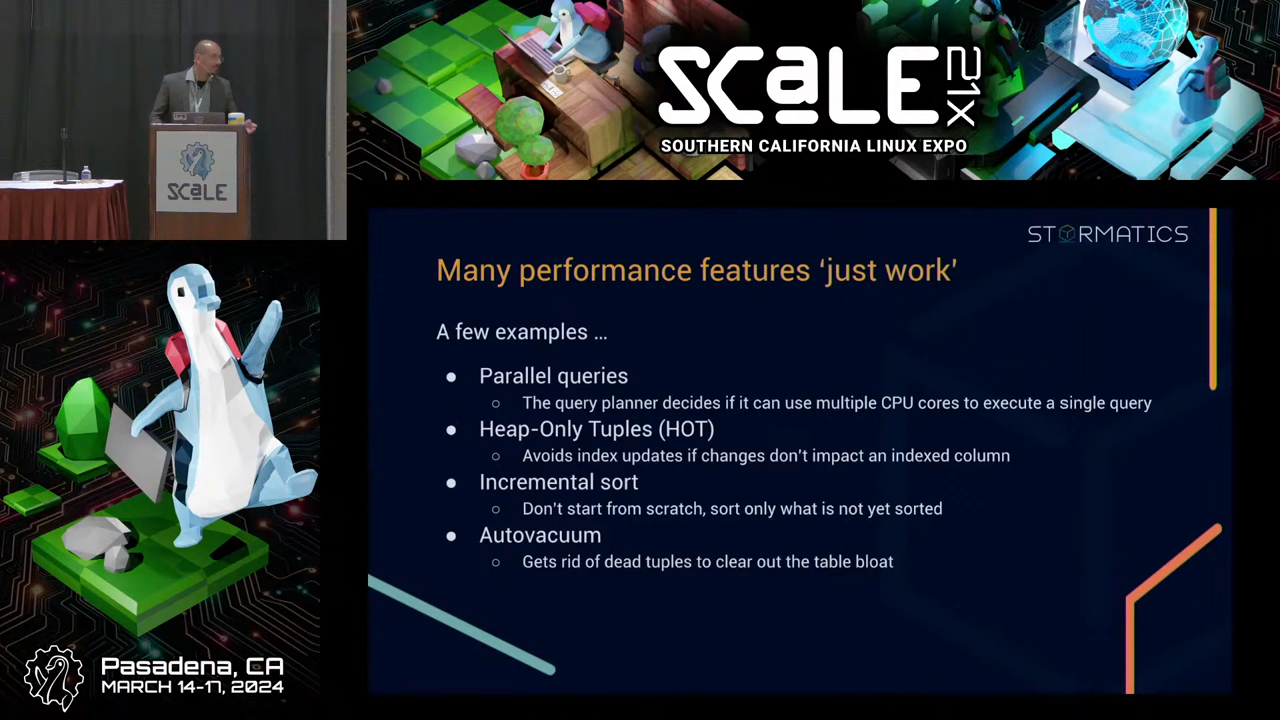 SCALE
SCALE 21X
SOUTHERN CALIFORNIA LINUX EXPO
STORMATICS
Many performance features ‘just work’
A few examples ...
● Parallel queries
○ The query planner decides if it can use multiple CPU cores to execute a single query
● Heap-Only Tuples (HOT)
○ Avoids index updates if changes don't impact an indexed column
● Incremental sort
○ Don't start from scratch, sort only what is not yet sorted
● Autovacuum
○ Gets rid of dead tuples to clear out the table bloat
Pasadena, CA
MARCH 14-17, 2024